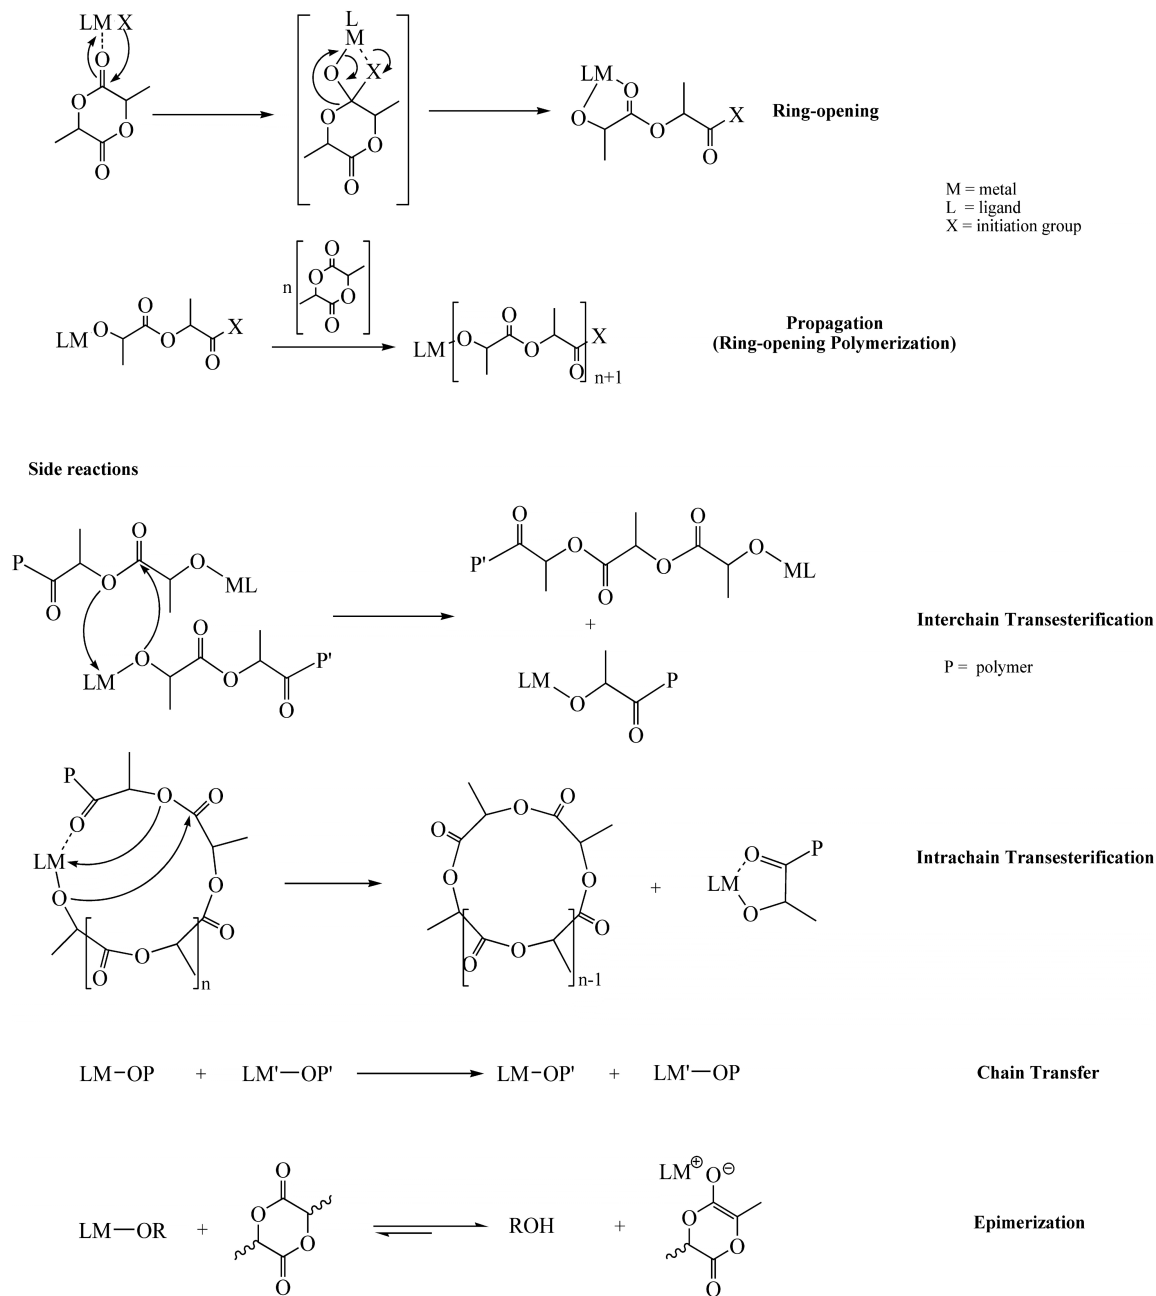 LM X
O
O
O
O
L
M
O
X
O
O
O
LM
O
O
O
X
O
Ring-opening
M = metal
L = ligand
X = initiation group
n
O
O
O
O
LM
O
O
O
X
O
LM
O
O
O
X
O
n+1
Propagation
(Ring-opening Polymerization)
Side reactions
P
O
O
O
O
ML
LM
O
O
O
P'
O
P'
O
O
O
O
O
O
ML
+
LM
O
P
O
Interchain Transesterification
P = polymer
P
O
O
O
LM
O
O
O
O
O
n
O
O
O
O
O
O
O
O
n-1
+
LM
O
P
O
Intrachain Transesterification
LM-OP + LM'-OP' LM-OP' + LM'-OP
Chain Transfer
LM-OR +
O
O
O
O
ROH +
LM⊕ O⊖
O
O
O
Epimerization